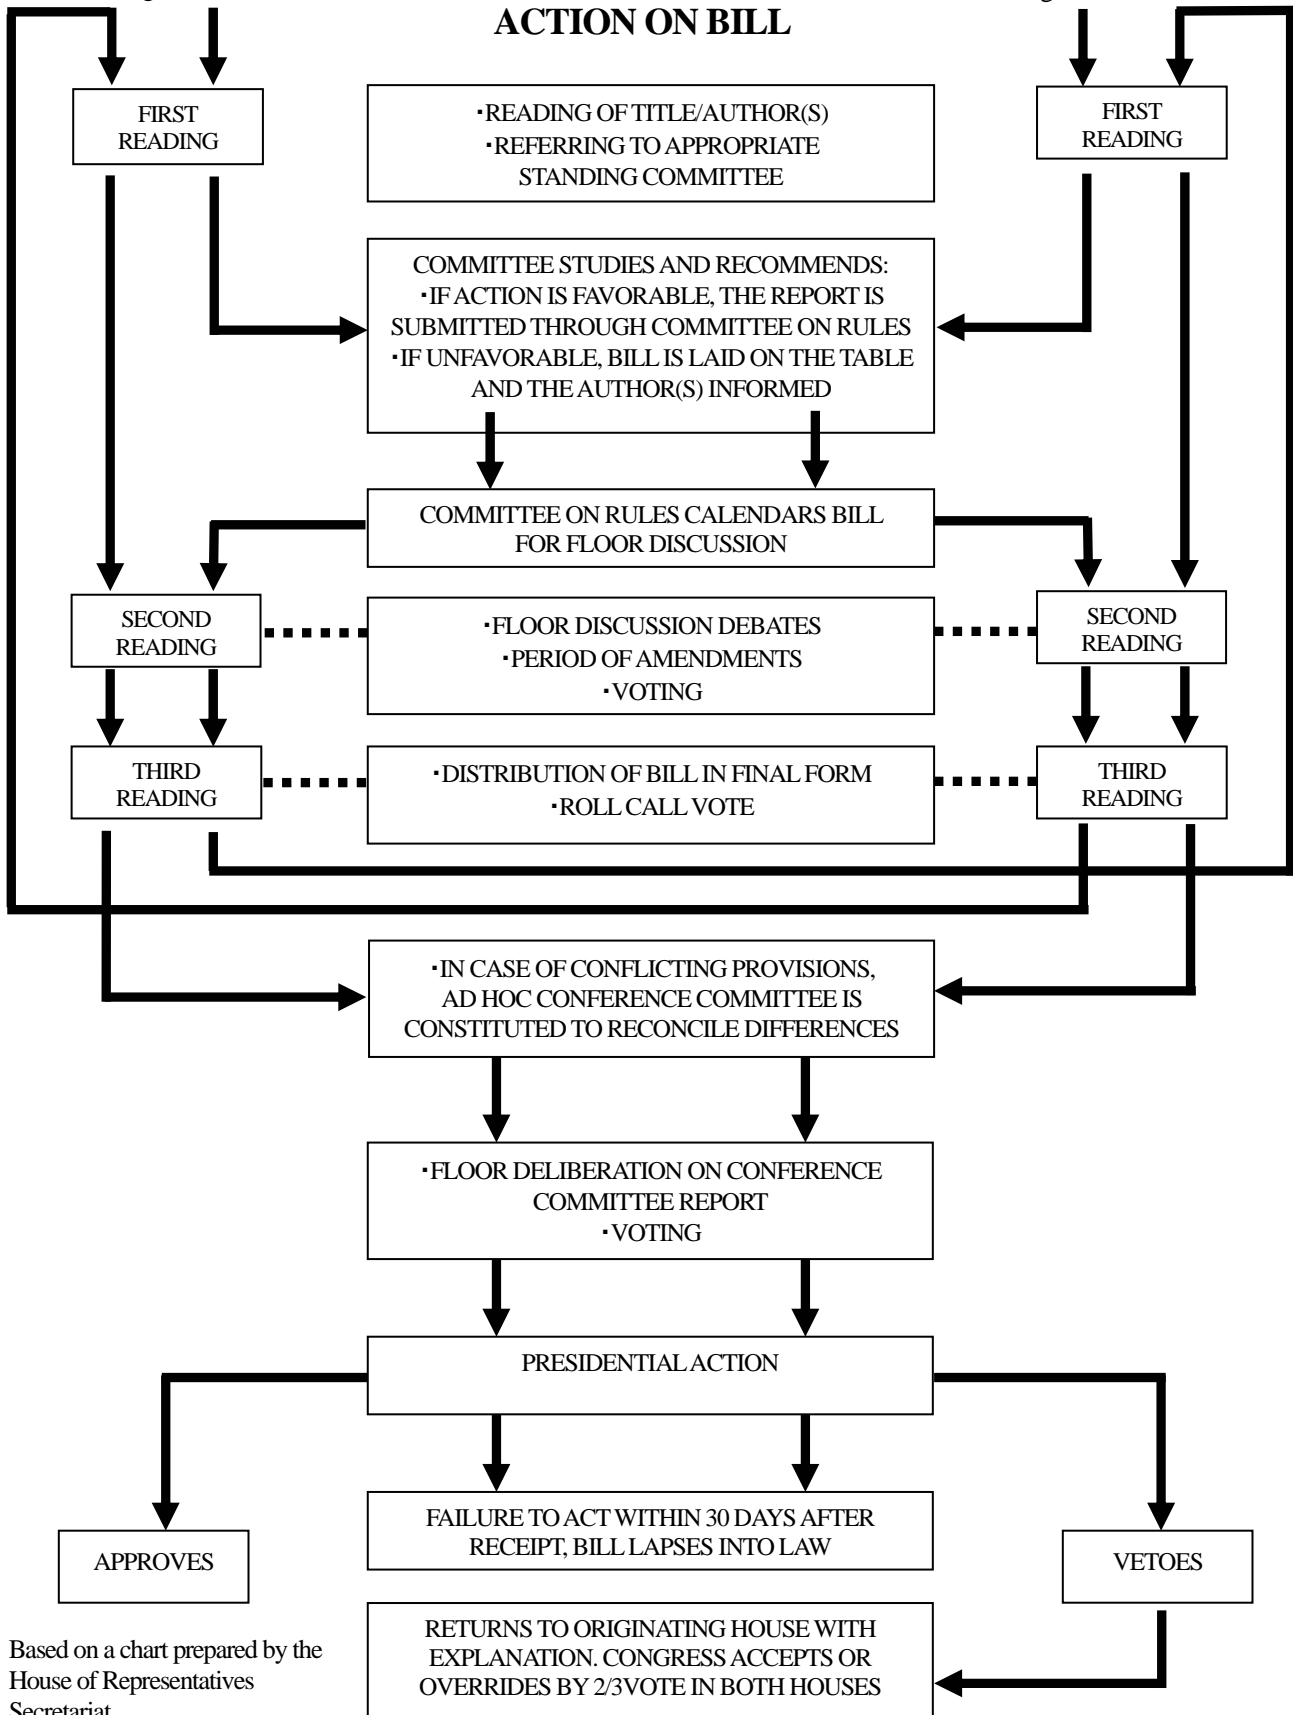 ACTION ON BILL
FIRST
READING
・READING OF TITLE/AUTHOR(S)
・REFERRING TO APPROPRIATE
STANDING COMMITTEE
FIRST
READING
COMMITTEE STUDIES AND RECOMMENDS:
・IF ACTION IS FAVORABLE, THE REPORT IS
SUBMITTED THROUGH COMMITTEE ON RULES
・IF UNFAVORABLE, BILL IS LAID ON THE TABLE
AND THE AUTHOR(S) INFORMED
COMMITTEE ON RULES CALENDARS BILL
FOR FLOOR DISCUSSION
SECOND
READING
・FLOOR DISCUSSION DEBATES
・PERIOD OF AMENDMENTS
・VOTING
SECOND
READING
THIRD
READING
・DISTRIBUTION OF BILL IN FINAL FORM
・ROLL CALL VOTE
THIRD
READING
・IN CASE OF CONFLICTING PROVISIONS,
AD HOC CONFERENCE COMMITTEE IS
CONSTITUTED TO RECONCILE DIFFERENCES
・FLOOR DELIBERATION ON CONFERENCE
COMMITTEE REPORT
・VOTING
PRESIDENTIAL ACTION
FAILURE TO ACT WITHIN 30 DAYS AFTER
RECEIPT, BILL LAPSES INTO LAW
APPROVES
VETOES
RETURNS TO ORIGINATING HOUSE WITH
EXPLANATION. CONGRESS ACCEPTS OR
OVERRIDES BY 2/3VOTE IN BOTH HOUSES
Based on a chart prepared by the
House of Representatives
Secretariat